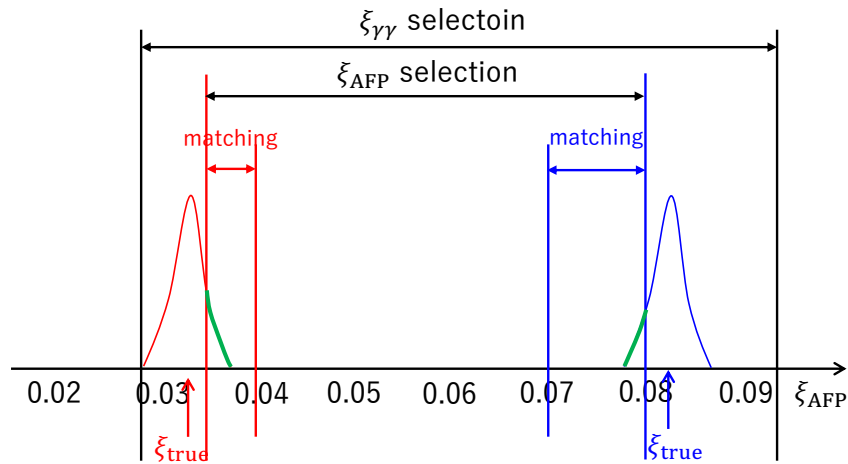 ξγγ selectoin
ξAFP selection
matching
matching
0.02 0.03 0.04 0.05 0.06 0.07 0.08 0.09 ξAFP
ξtrue
ξtrue